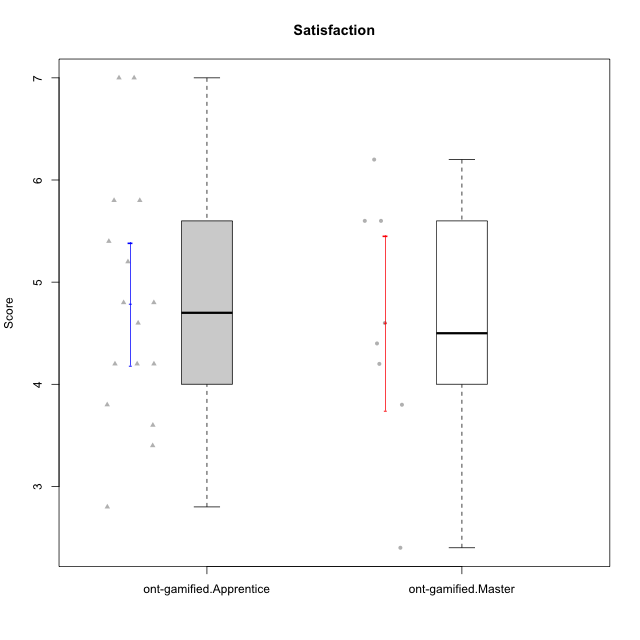 Satisfaction
Score
7
6
5
4
3
ont-gamified.Apprentice
ont-gamified.Master